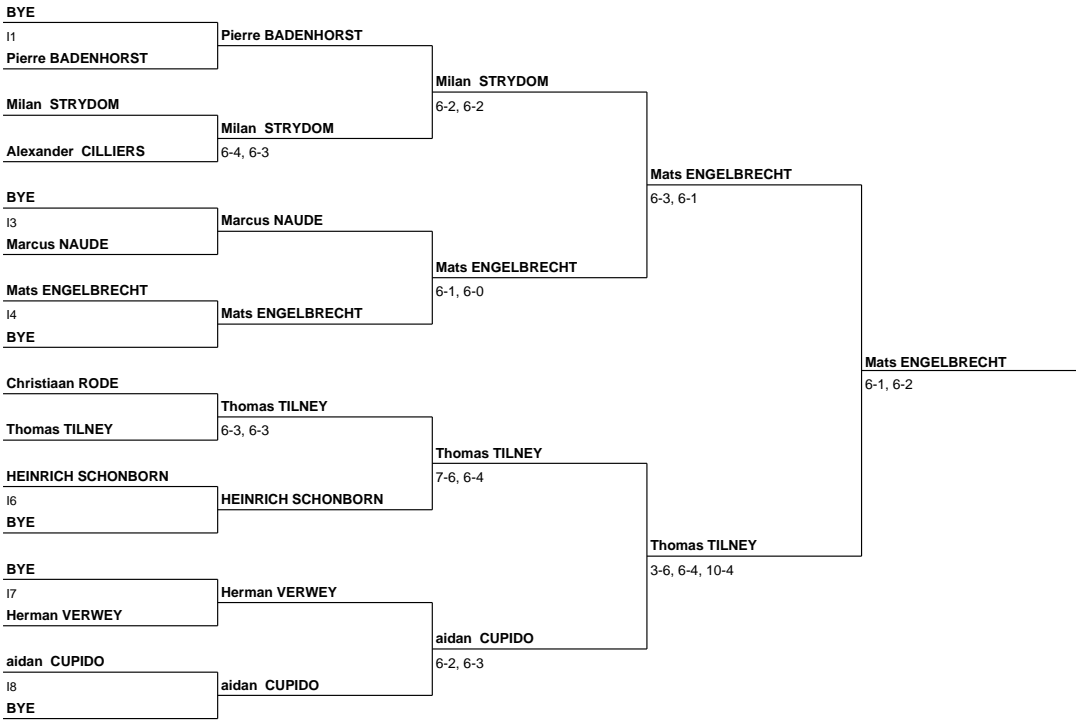 BYE
I1
Pierre BADENHORST
Pierre BADENHORST
Milan STRYDOM
Alexander CILLIERS
Milan STRYDOM
6-4, 6-3
Milan STRYDOM
6-2, 6-2
BYE
I3
Marcus NAUDE
Marcus NAUDE
Mats ENGELBRECHT
I4
BYE
Mats ENGELBRECHT
Mats ENGELBRECHT
6-1, 6-0
Mats ENGELBRECHT
6-3, 6-1
Christiaan RODE
Thomas TILNEY
Thomas TILNEY
6-3, 6-3
HEINRICH SCHONBORN
I6
BYE
HEINRICH SCHONBORN
Thomas TILNEY
7-6, 6-4
BYE
I7
Herman VERWEY
Herman VERWEY
aidan CUPIDO
I8
BYE
aidan CUPIDO
aidan CUPIDO
6-2, 6-3
Thomas TILNEY
3-6, 6-4, 10-4
Mats ENGELBRECHT
6-1, 6-2